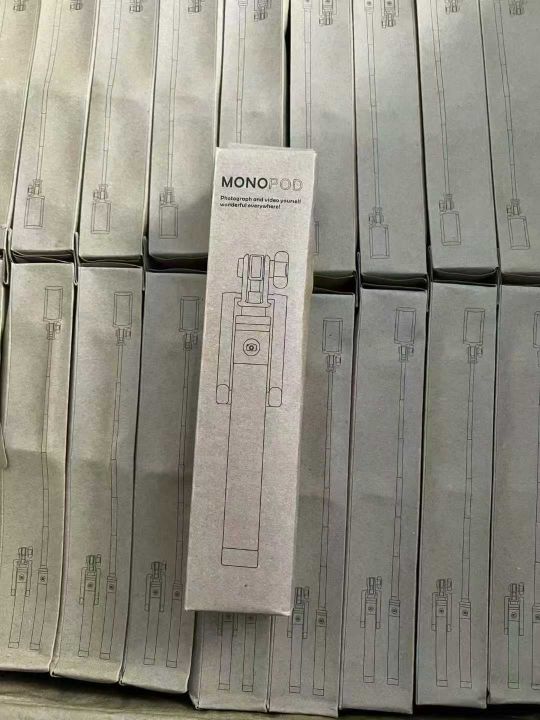 MONOPOD
Photograph and video yourself
wonderful everywhere!